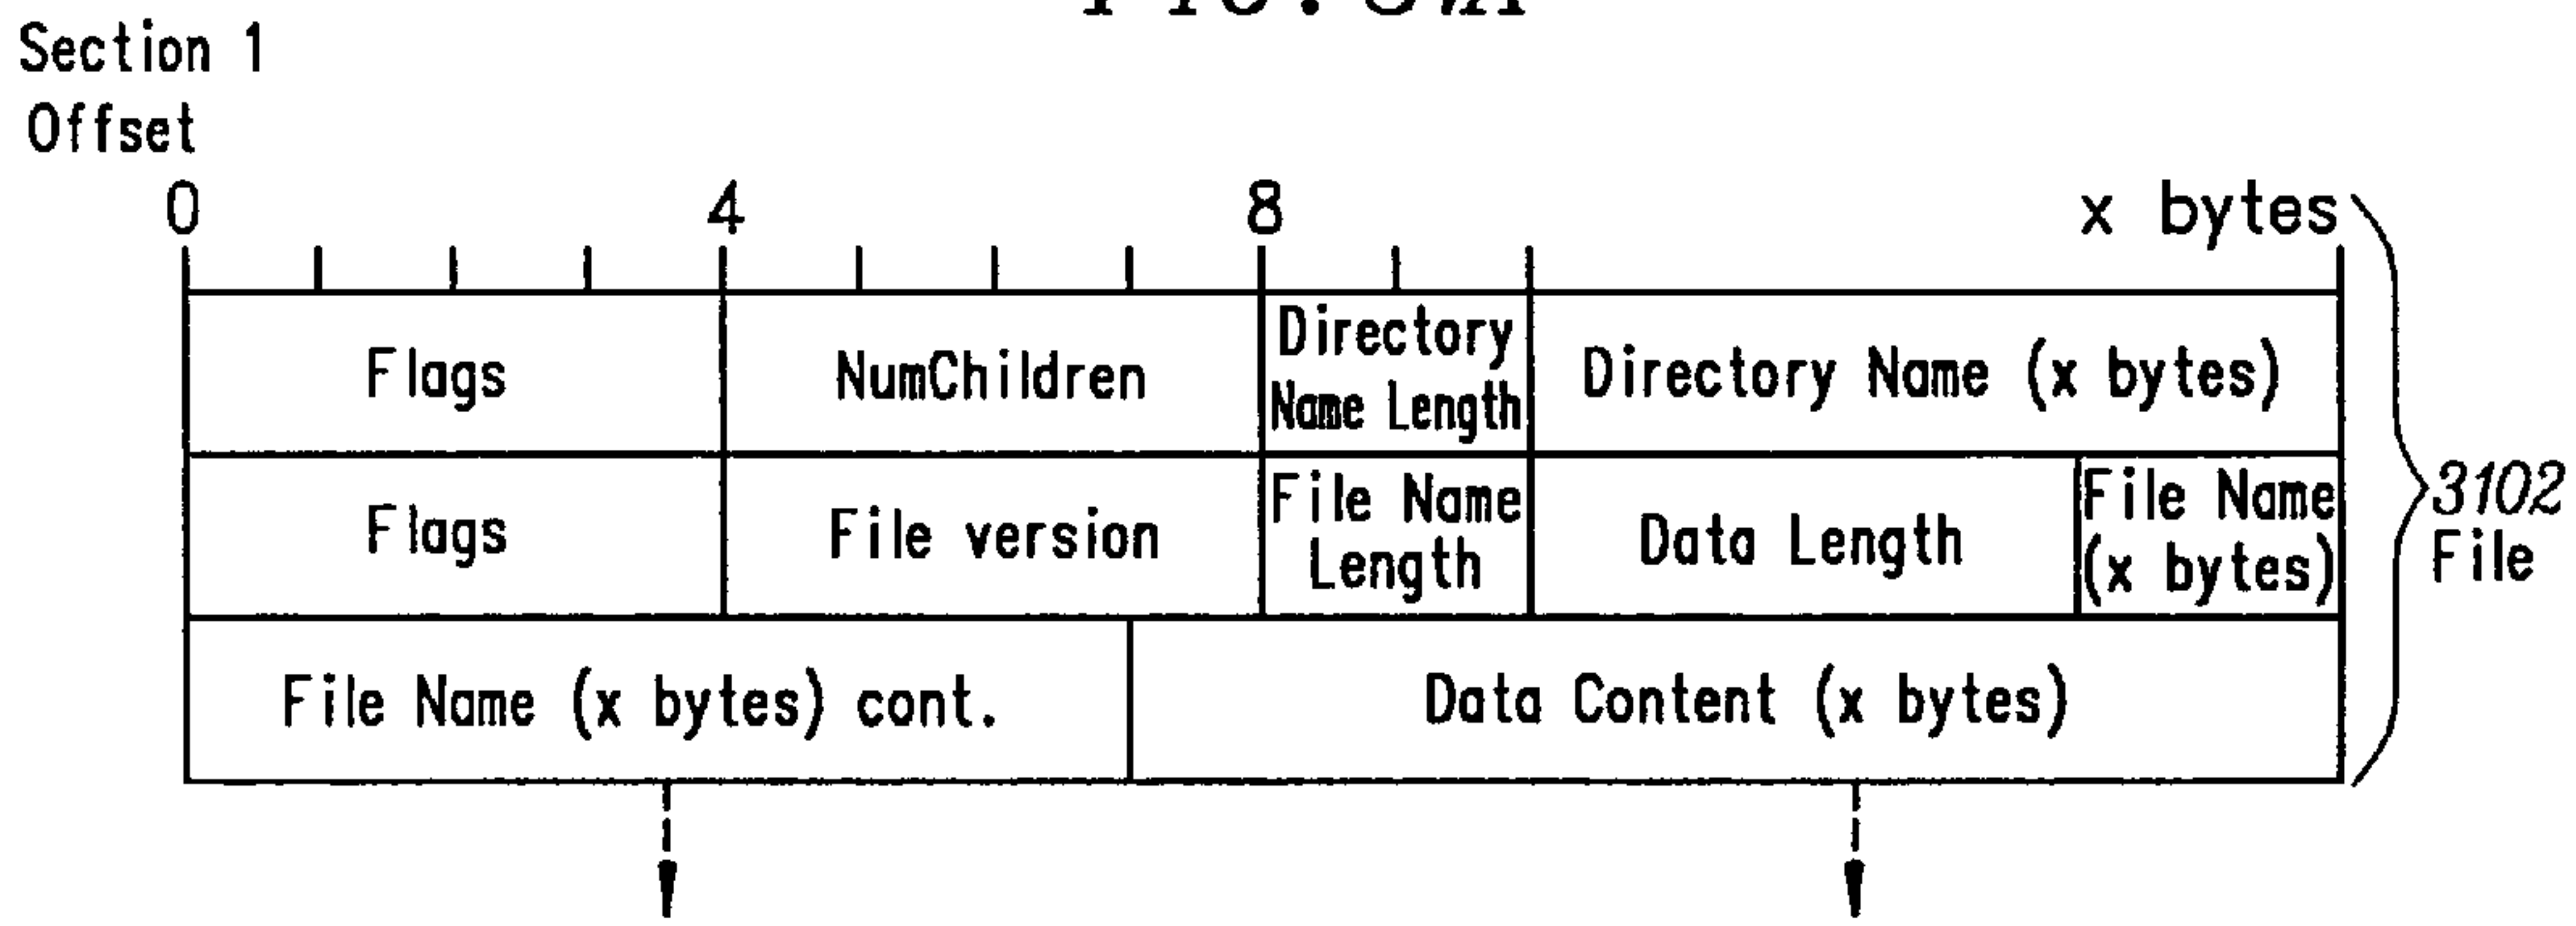 Section 1
Offset
0 4 8 x bytes
Flags NumChildren Directory Name Length Directory Name (x bytes)
Flags File version File Name Length Data Length File Name (x bytes)
File Name (x bytes) cont. Data Content (x bytes)
3102
File